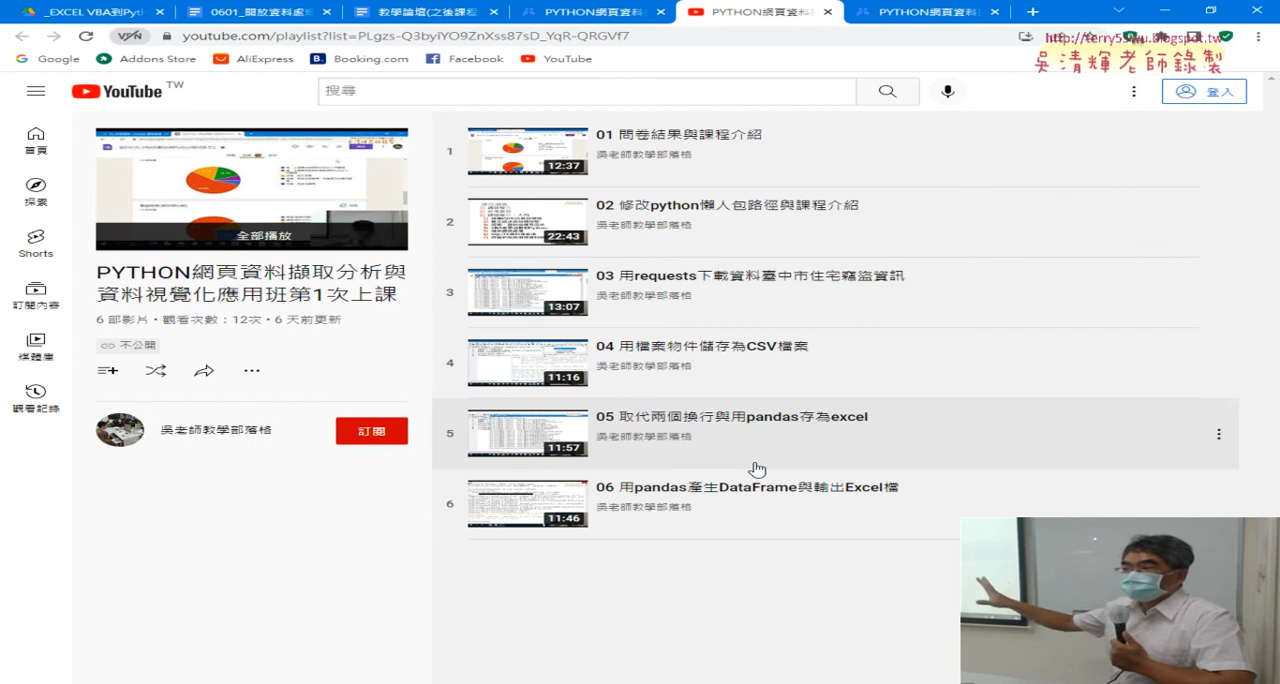 _EXCEL VBA到Pyth
0601_開放資料處
教學論壇(之後課程
PYTHON網頁資料
PYTHON網頁資料
PYTHON網頁資料
VPN
youtube.com/playlist?list=PLgzs-Q3byIYO9ZnXss87sD_YqR-QRGVf7
http://terry55wu.blogspot.tw
吳清輝老師錄製
Google
Addons Store
AliExpress
Booking.com
Facebook
YouTube
YouTube TW
搜尋
登入
首頁
探索
Shorts
訂閱內容
媒體庫
觀看記錄
全部播放
PYTHON網頁資料擷取分析與
資料視覺化應用班第1次上課
6 部影片・觀看次數：12次・6 天前更新
不公開
吳老師教學部落格
訂閱
1
12:37
01 問卷結果與課程介紹
吳老師教學部落格
2
22:43
02 修改python懶人包路徑與課程介紹
吳老師教學部落格
3
13:07
03 用requests下載資料臺中市住宅竊盜資訊
吳老師教學部落格
4
11:16
04 用檔案物件儲存為CSV檔案
吳老師教學部落格
5
11:57
05 取代兩個換行與用pandas存為excel
吳老師教學部落格
6
11:46
06 用pandas產生DataFrame與輸出Excel檔
吳老師教學部落格